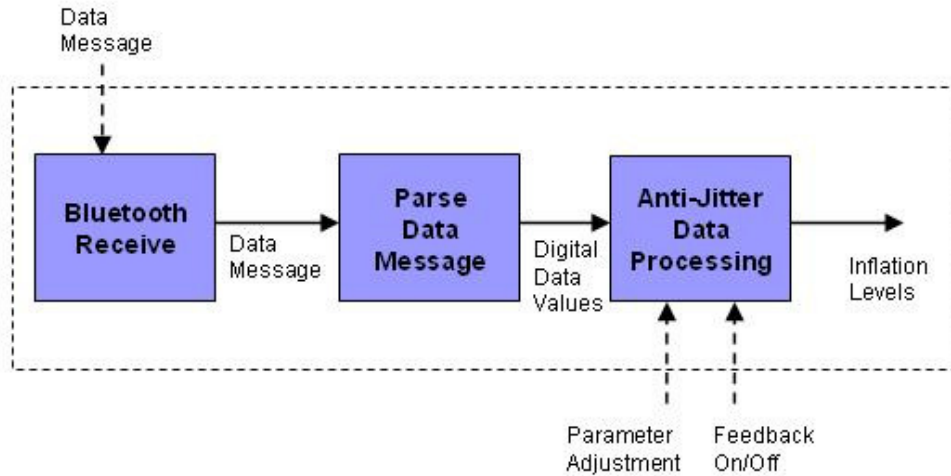 Data
Message
Bluetooth
Receive
Data
Message
Parse
Data
Message
Digital
Data
Values
Anti-Jitter
Data
Processing
Inflation
Levels
Parameter
Adjustment
Feedback
On/Off